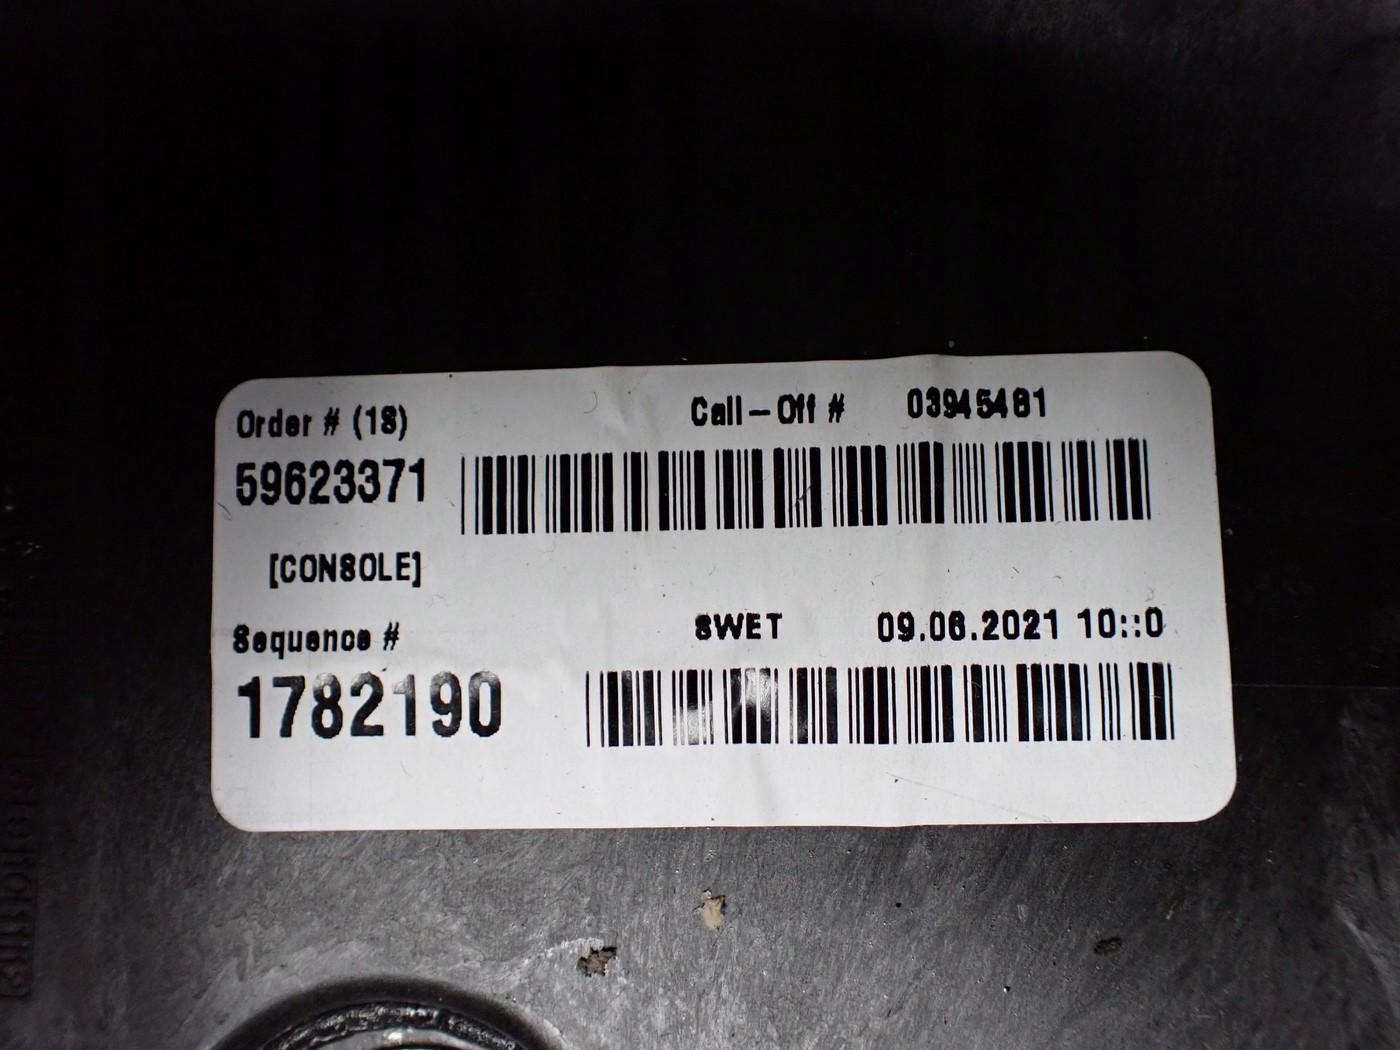 Order # (18)
Call-Off # 03945481
59623371
[CONSOLE]
Sequence #
SWET 09.06.2021 10::0
1782190